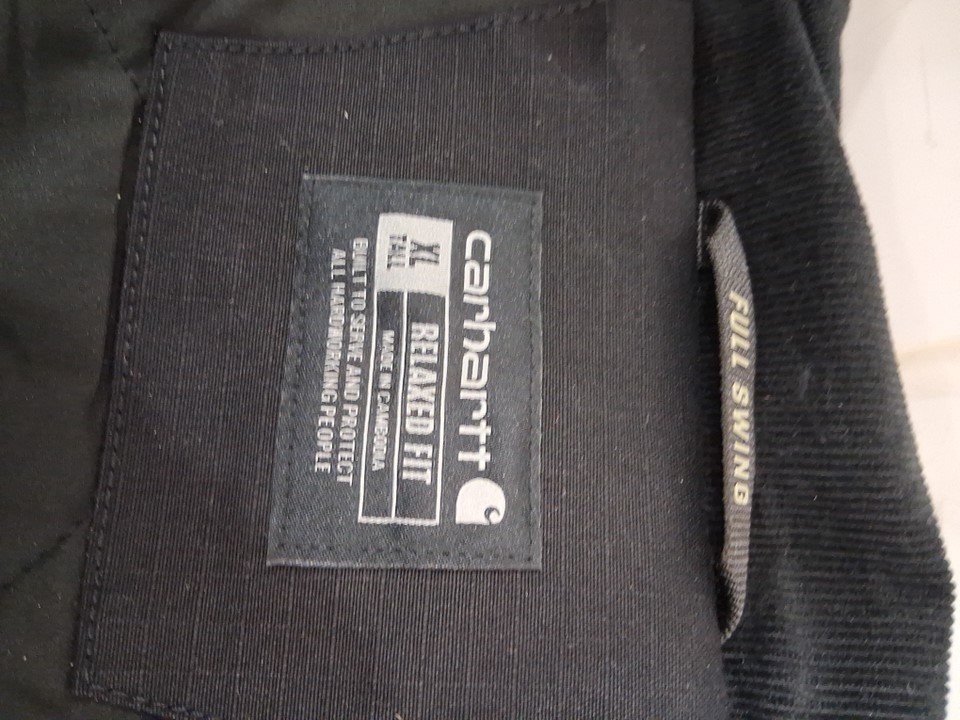 FULL SWING
carhartt
XL
TALL
RELAXED FIT
MADE IN CAMBODIA
BUILT TO SERVE AND PROTECT
ALL HARDWORKING PEOPLE